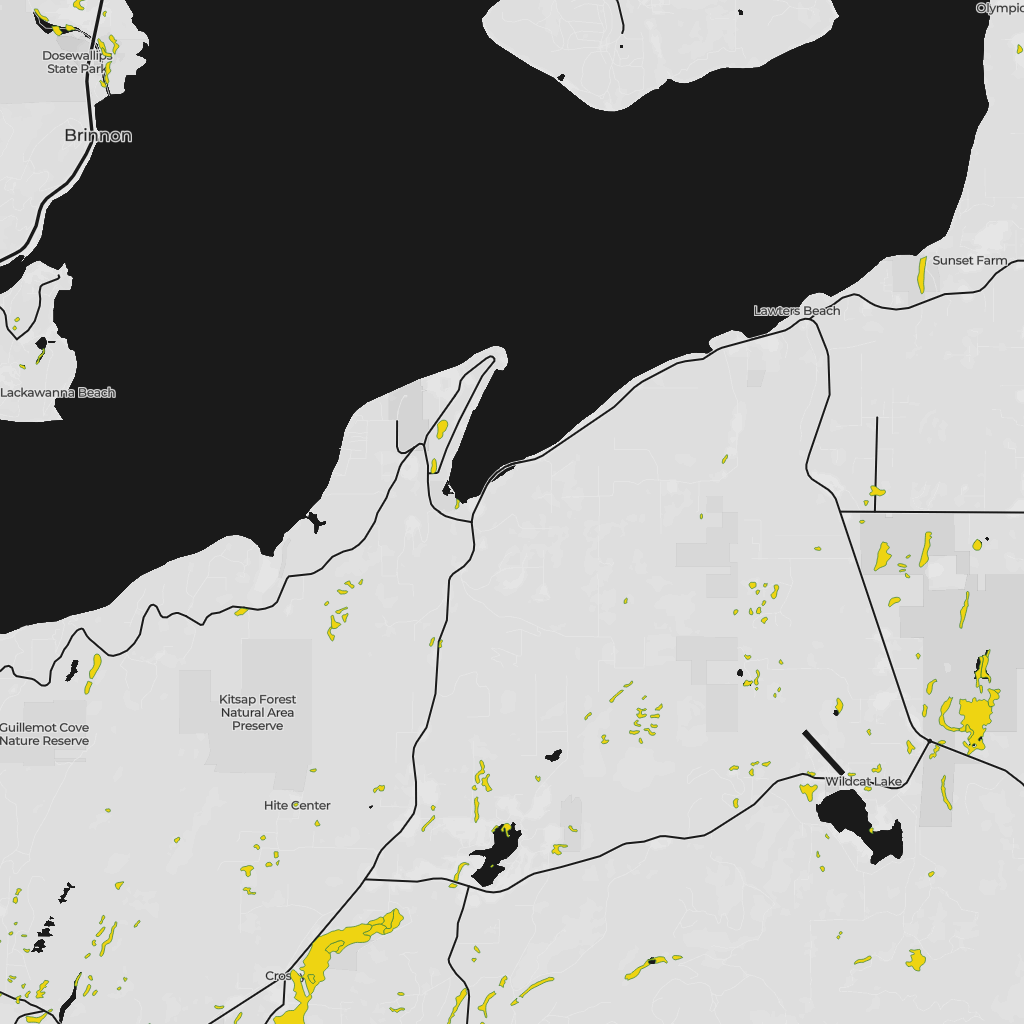 Olympic
Dosewallips
State Park
Brinnon
Sunset Farm
Lawters Beach
Lackawanna Beach
Kitsap Forest
Natural Area
Preserve
Guillemot Cove
Nature Reserve
Wildcat Lake
Hite Center
Cros